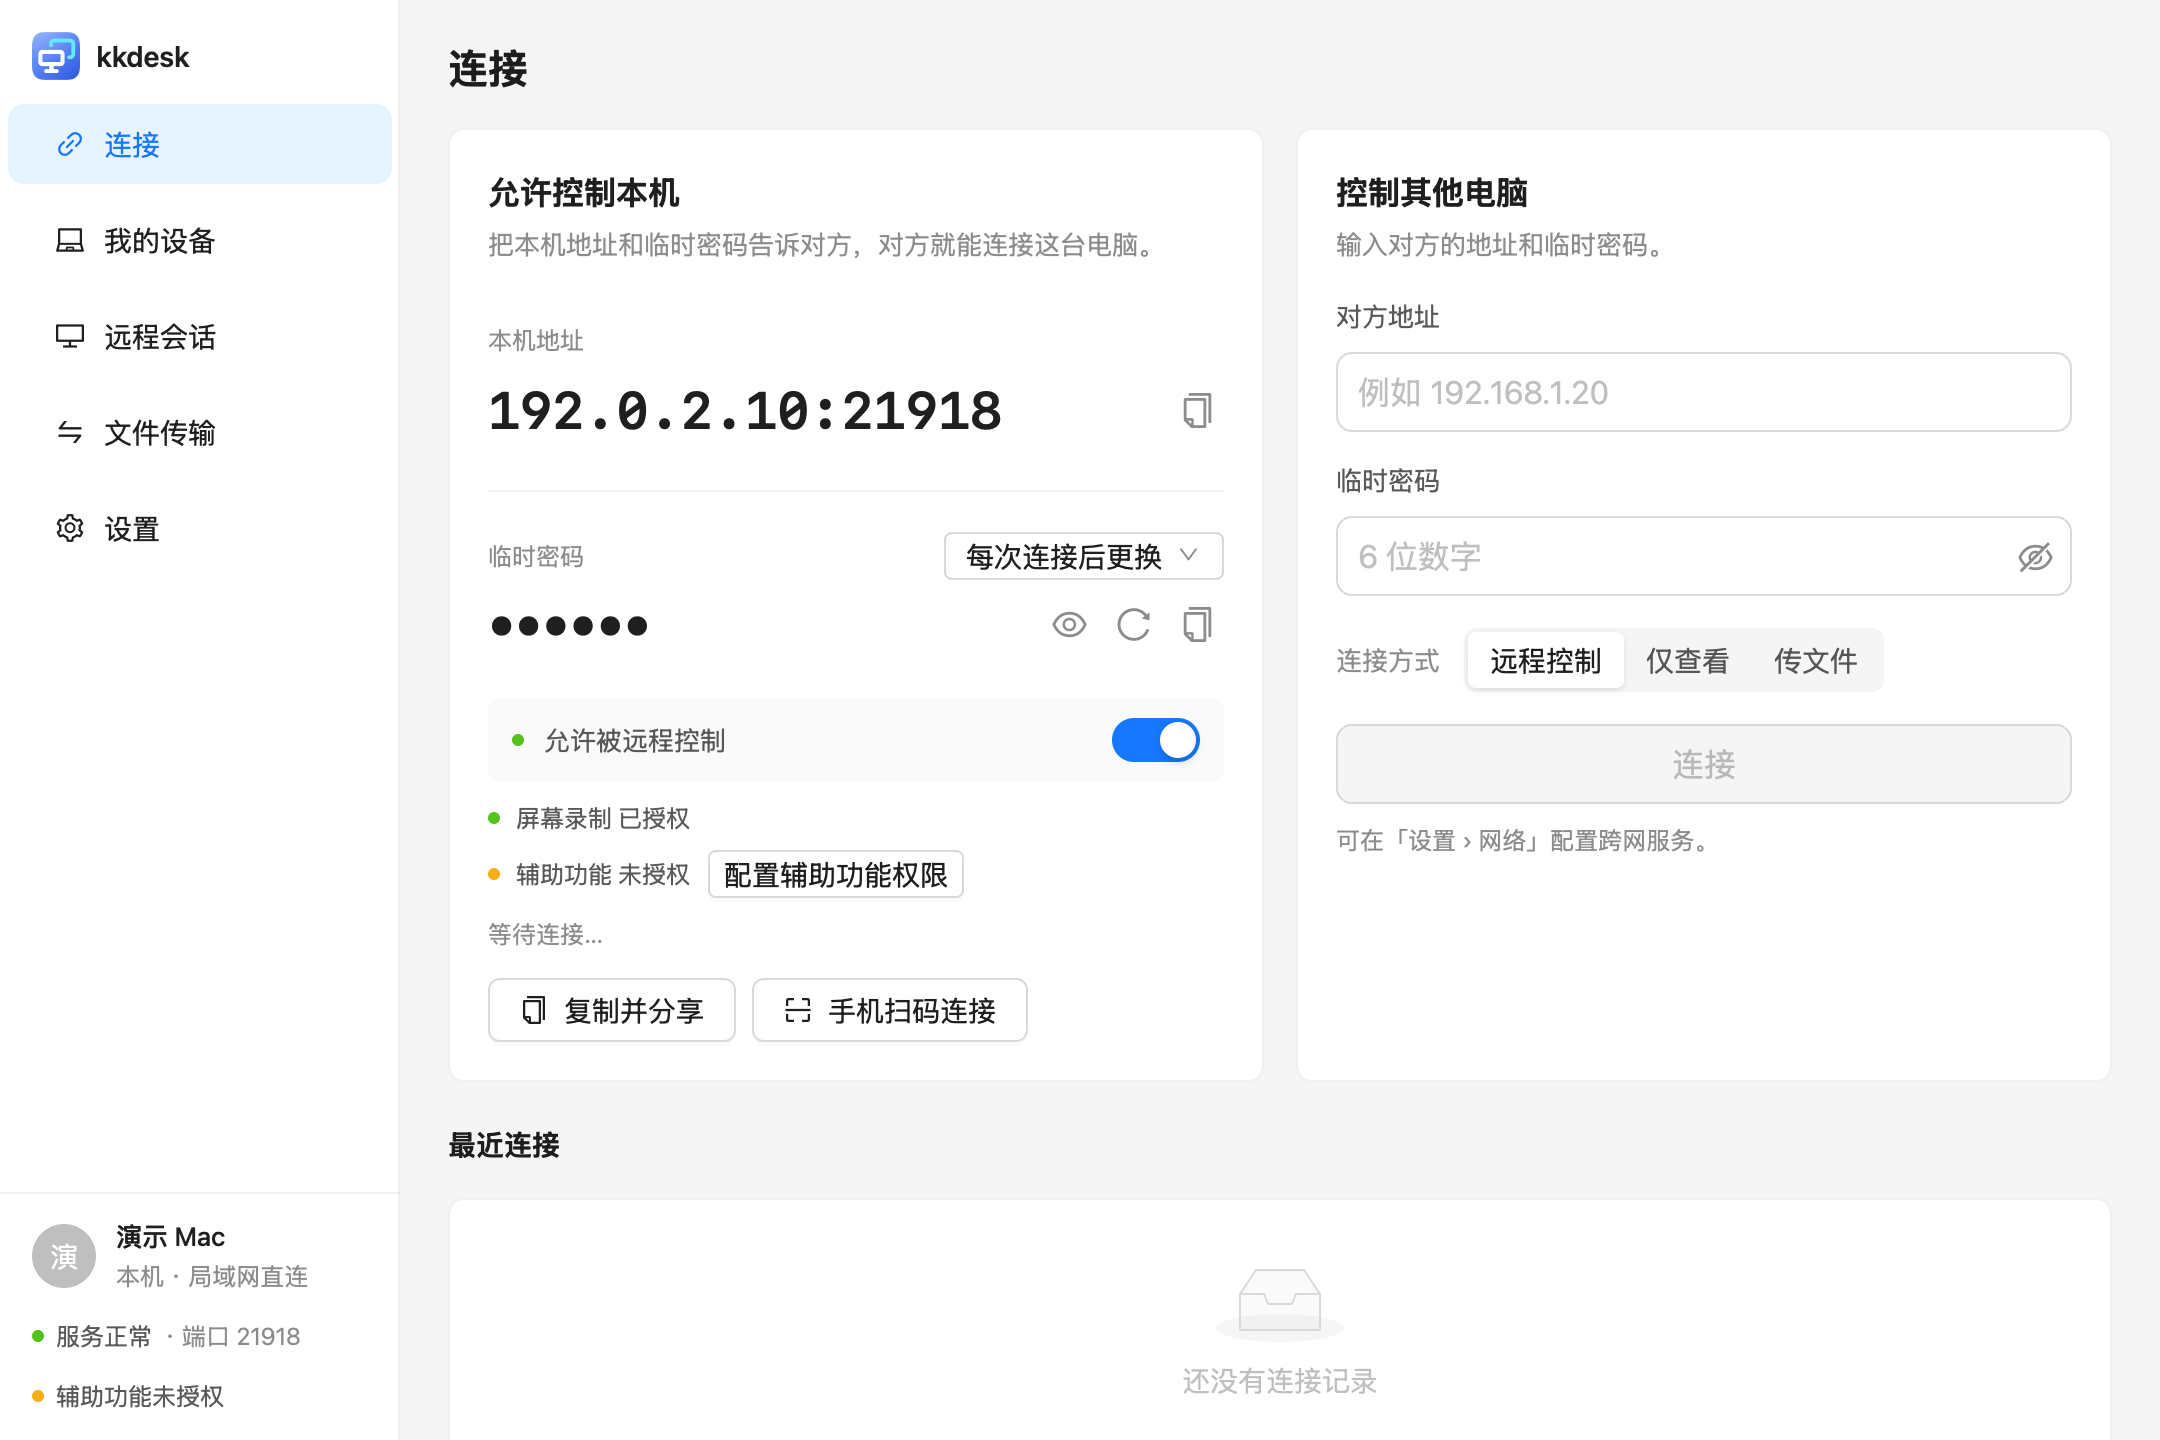 kkdesk
连接
我的设备
远程会话
文件传输
设置
演
演示 Mac
本机 · 局域网直连
服务正常 · 端口 21918
辅助功能未授权
连接
允许控制本机
把本机地址和临时密码告诉对方，对方就能连接这台电脑。
本机地址
192.0.2.10:21918
临时密码
每次连接后更换
●●●●●●
允许被远程控制
屏幕录制 已授权
辅助功能 未授权
配置辅助功能权限
等待连接...
复制并分享
手机扫码连接
控制其他电脑
输入对方的地址和临时密码。
对方地址
例如 192.168.1.20
临时密码
6 位数字
连接方式
远程控制
仅查看
传文件
连接
可在「设置 › 网络」配置跨网服务。
最近连接
还没有连接记录